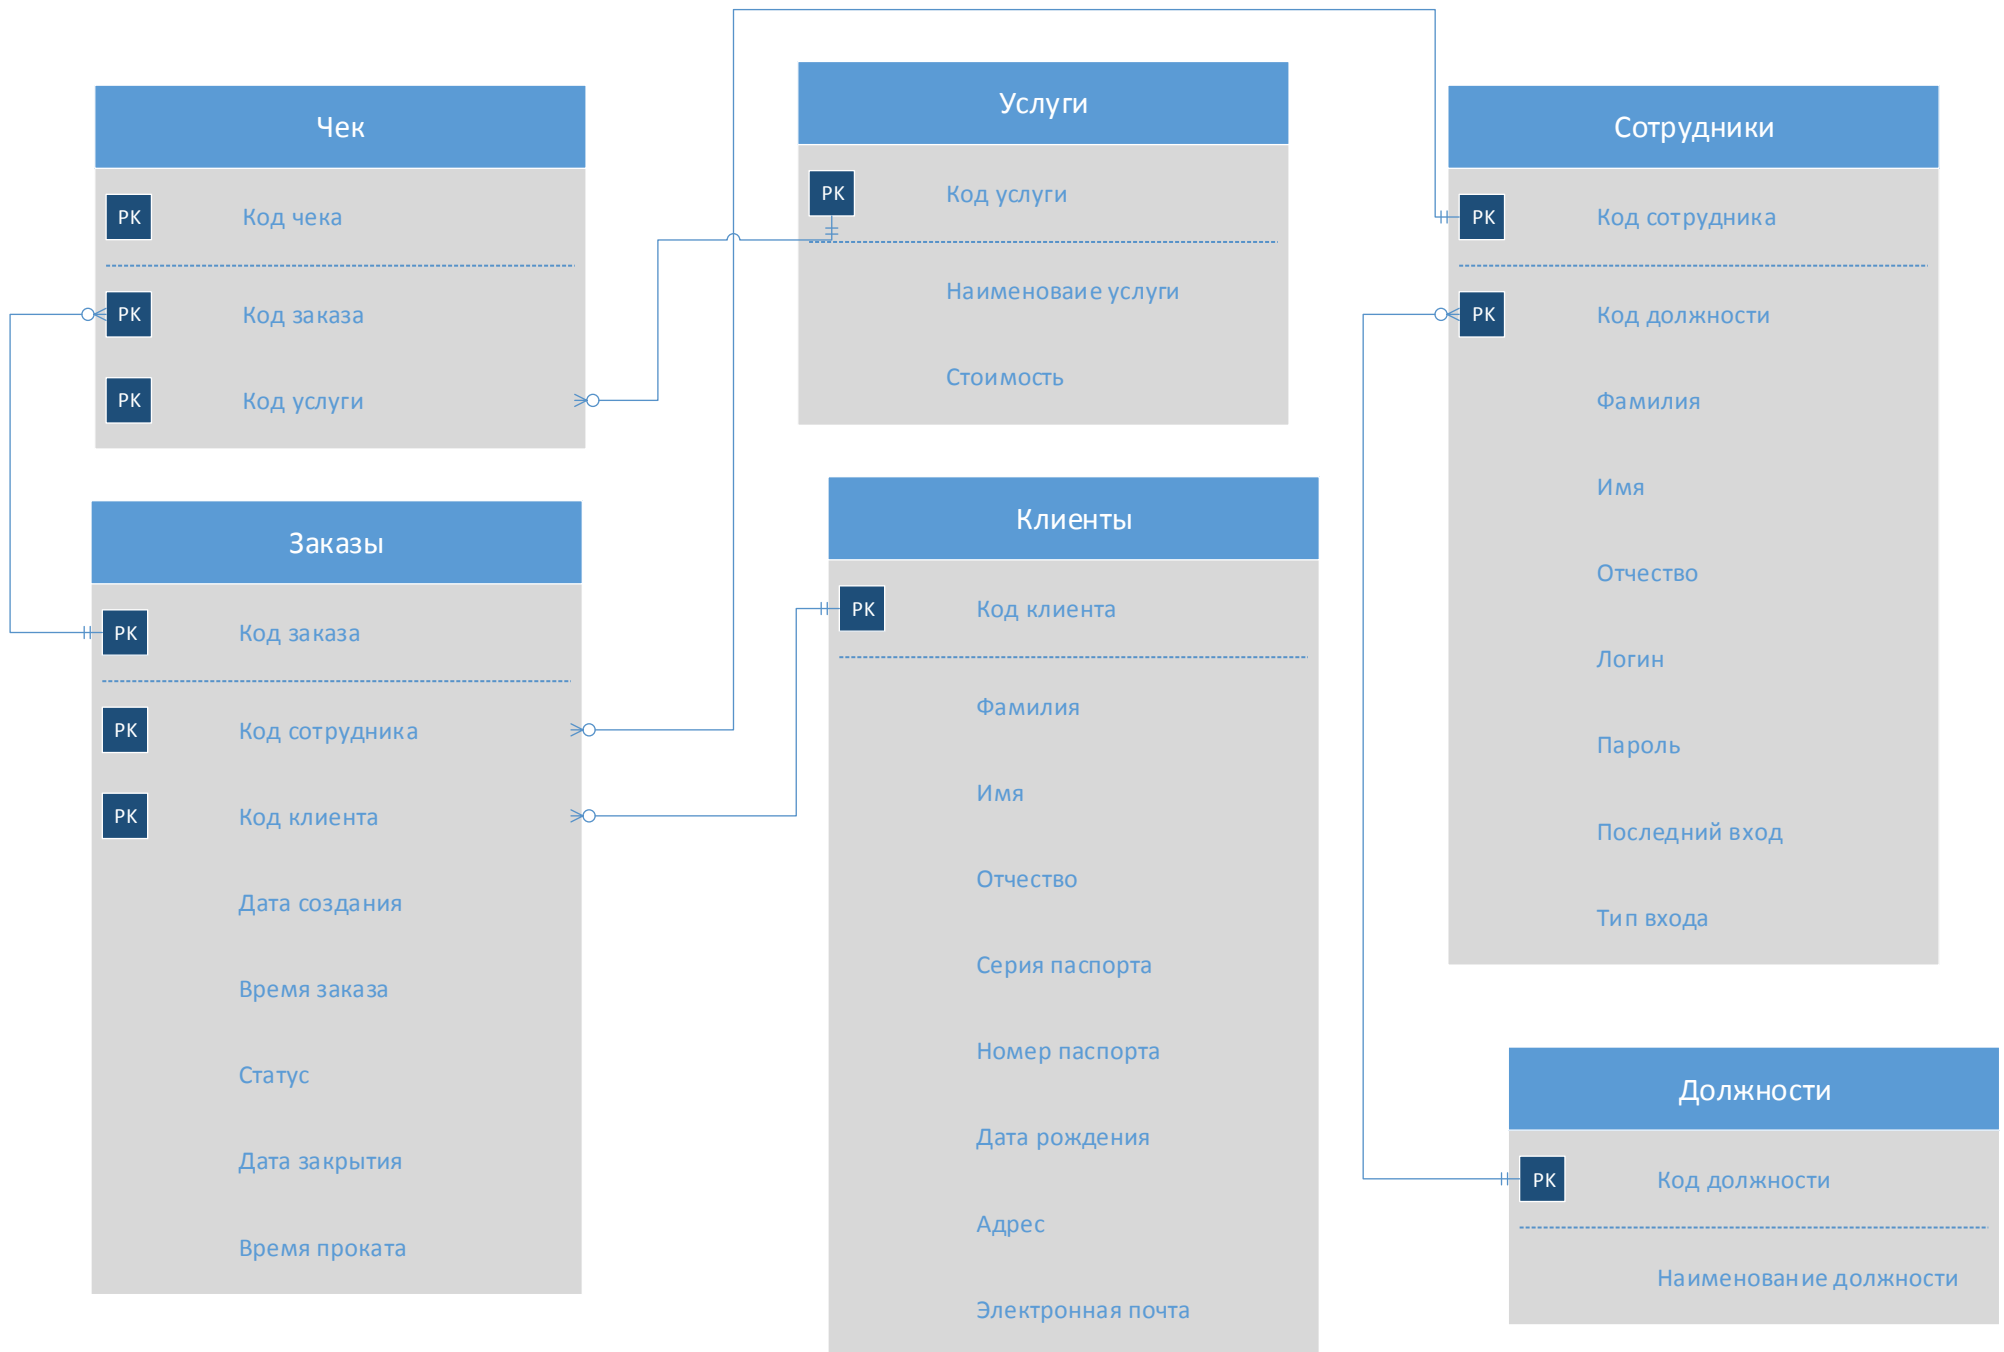 Чек
PK Код чека
PK Код заказа
PK Код услуги
Услуги
PK Код услуги
Наименоваие услуги
Стоимость
Сотрудники
PK Код сотрудника
PK Код должности
Фамилия
Имя
Отчество
Логин
Пароль
Последний вход
Тип входа
Заказы
PK Код заказа
PK Код сотрудника
PK Код клиента
Дата создания
Время заказа
Статус
Дата закрытия
Время проката
Клиенты
PK Код клиента
Фамилия
Имя
Отчество
Серия паспорта
Номер паспорта
Дата рождения
Адрес
Электронная почта
Должности
PK Код должности
Наименование должности